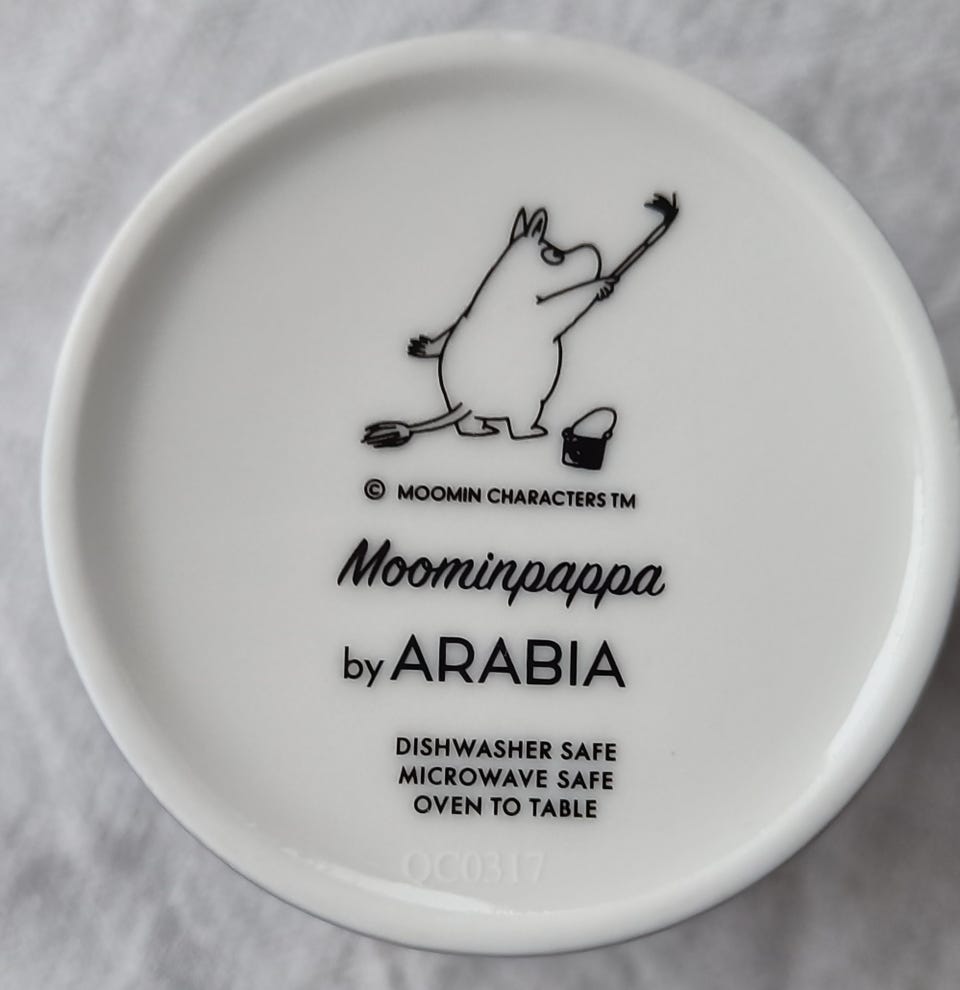 © MOOMIN CHARACTERS TM
Moominpappa
by ARABIA
DISHWASHER SAFE
MICROWAVE SAFE
OVEN TO TABLE
QC0317